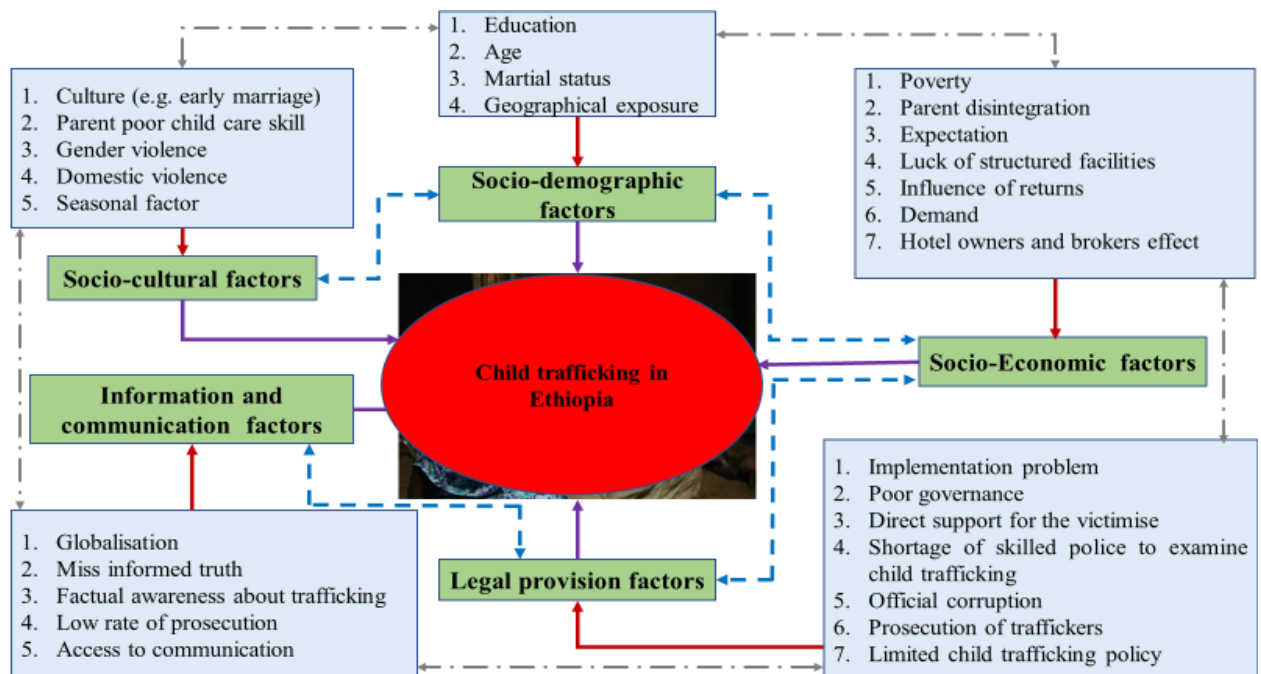 1. Education
2. Age
3. Martial status
4. Geographical exposure
1. Culture (e.g. early marriage)
2. Parent poor child care skill
3. Gender violence
4. Domestic violence
5. Seasonal factor
1. Poverty
2. Parent disintegration
3. Expectation
4. Luck of structured facilities
5. Influence of returns
6. Demand
7. Hotel owners and brokers effect
Socio-demographic
factors
Socio-cultural factors
Socio-Economic factors
Child trafficking in
Ethiopia
Information and
communication factors
Legal provision factors
1. Globalisation
2. Miss informed truth
3. Factual awareness about trafficking
4. Low rate of prosecution
5. Access to communication
1. Implementation problem
2. Poor governance
3. Direct support for the victimise
4. Shortage of skilled police to examine
child trafficking
5. Official corruption
6. Prosecution of traffickers
7. Limited child trafficking policy